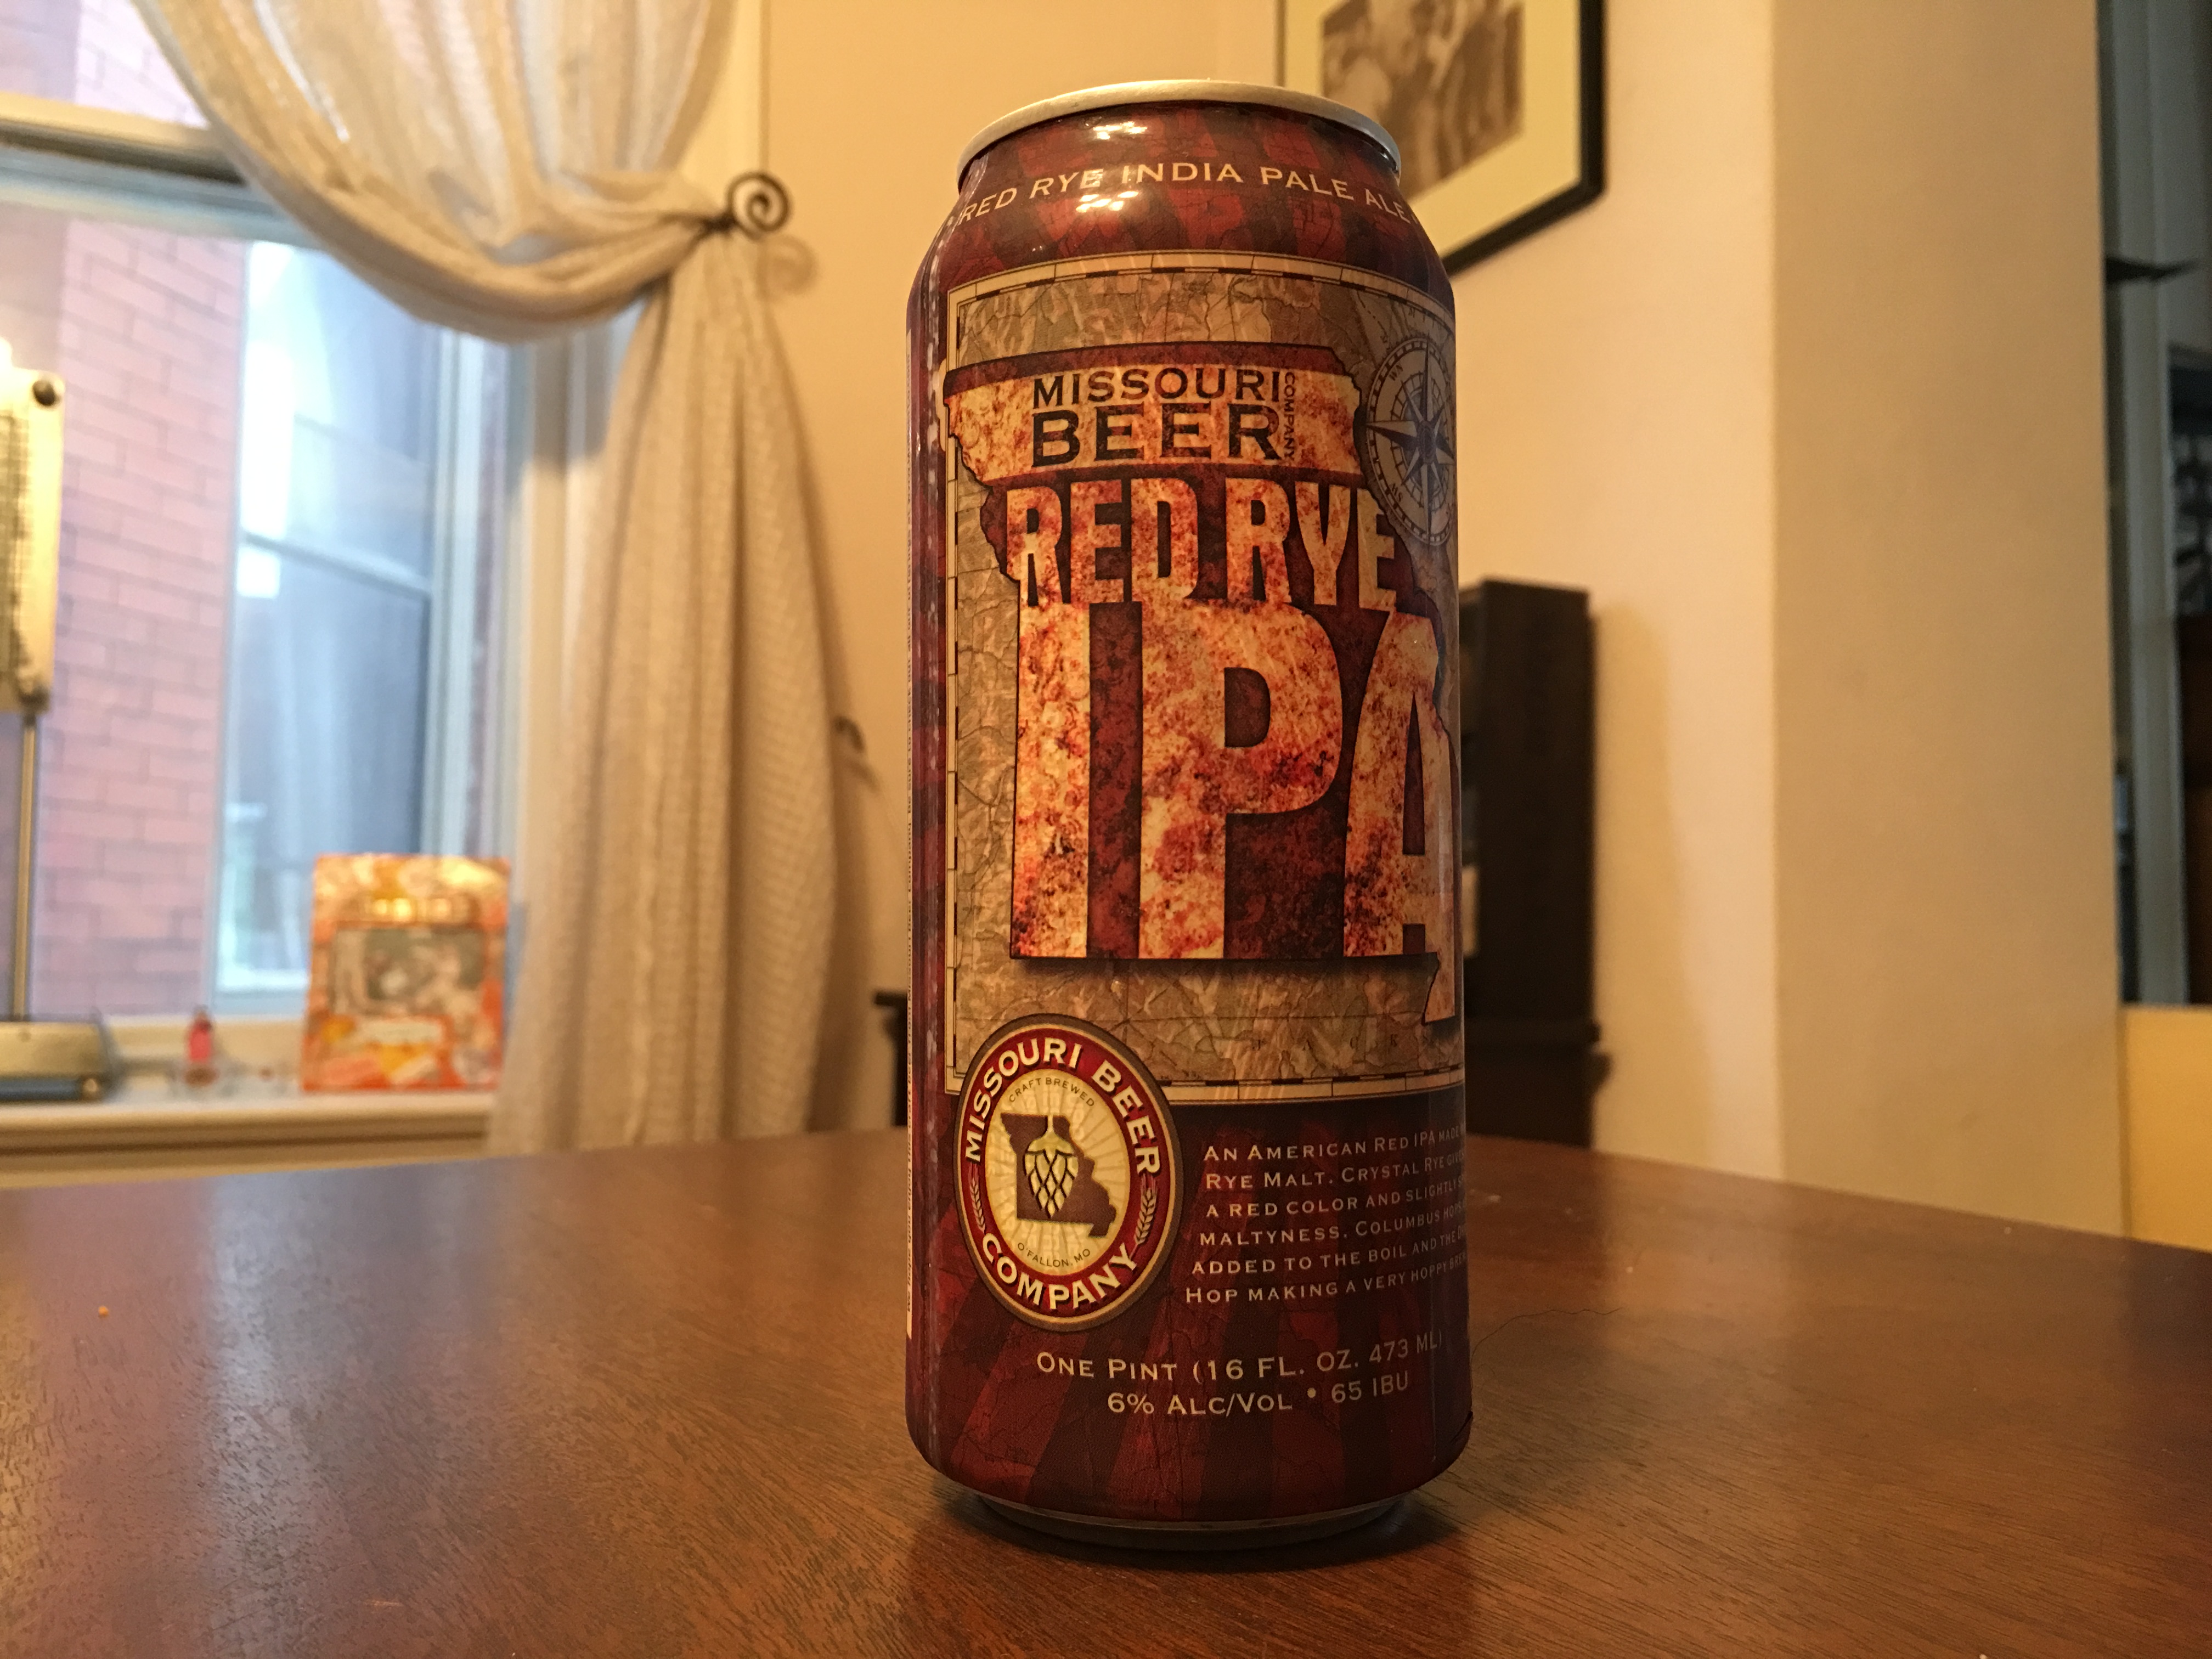 RED RYE INDIA PALE ALE
MISSOURI
BEER
COMPANY
RED RYE
IPA
MISSOURI BEER
CRAFT BREWED
O'FALLON, MO
COMPANY
AN AMERICAN RED IPA MADE
RYE MALT. CRYSTAL RYE
A RED COLOR AND SLIGHTLY
MALTYNESS. COLUMBUS HOPS
ADDED TO THE BOIL AND THE
HOP MAKING A VERY HOPPY
ONE PINT (16 FL. OZ. 473 ML)
6% ALC/VOL • 65 IBU